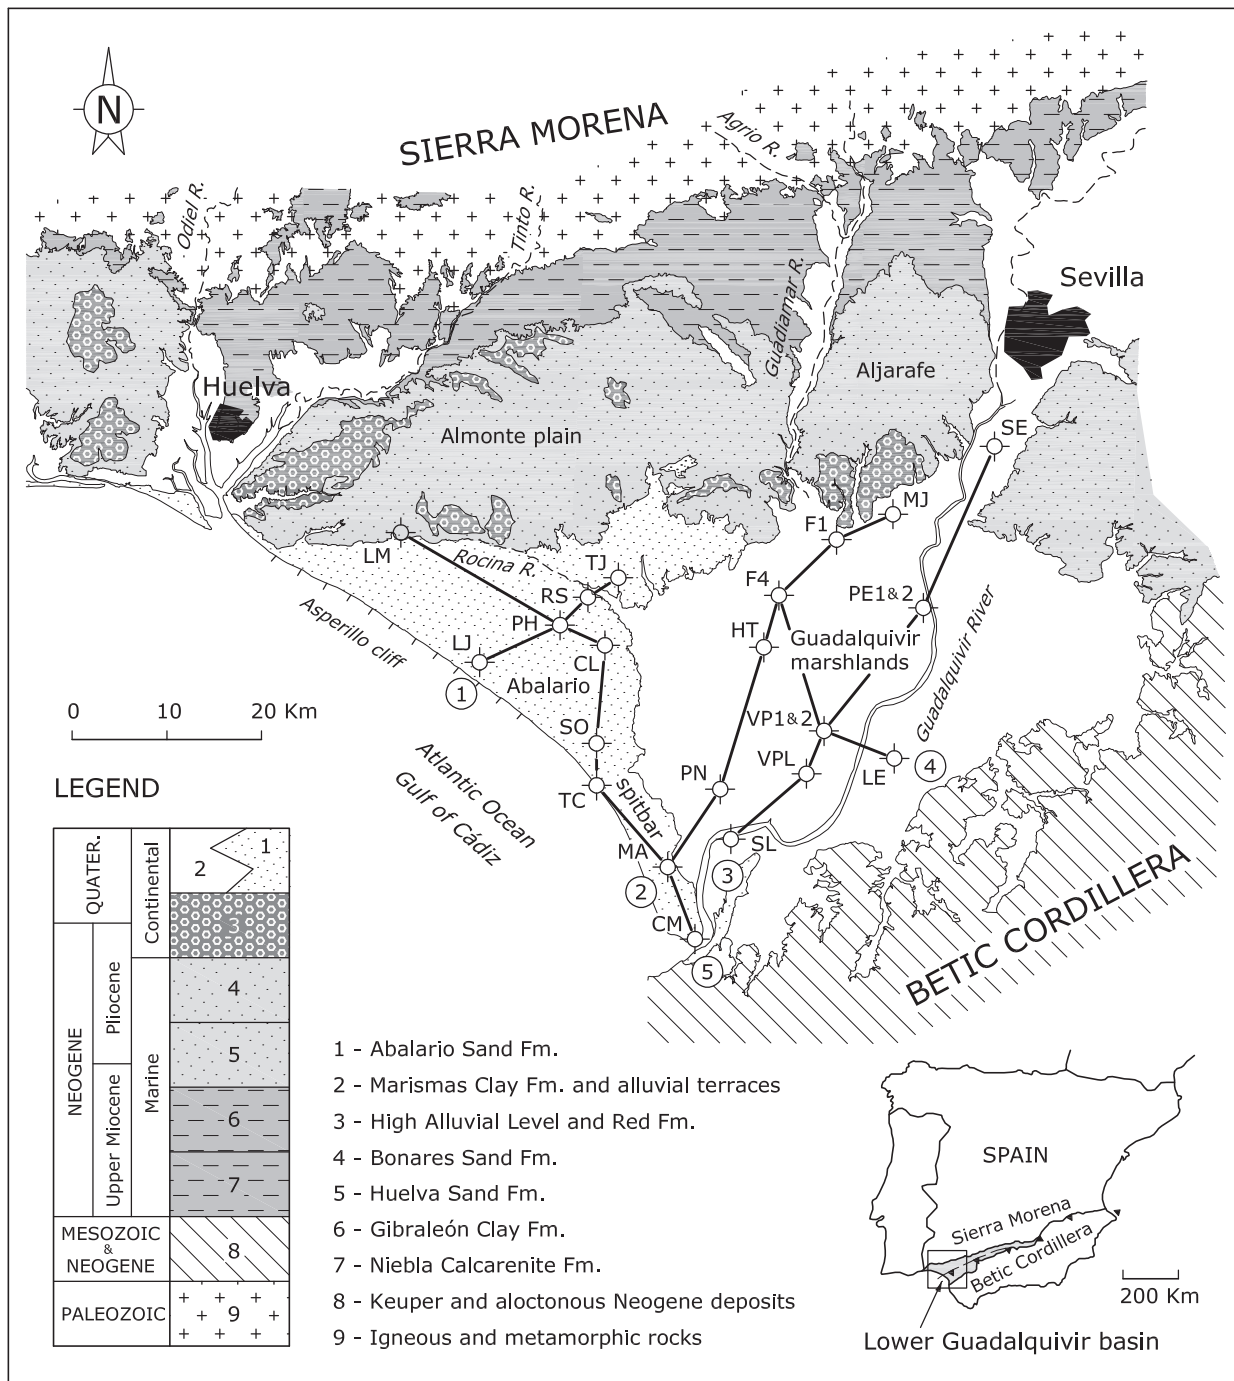 N
SIERRA MORENA
Agrio R.
Odiel R.
Tinto R.
Guadiamar R.
Sevilla
Huelva
Aljarafe
Almonte plain
SE
MJ
F1
LM
Rocina R.
TJ
RS
F4
PE1&2
PH
HT
Guadalquivir
marshlands
Guadalquivir River
Asperillo cliff
LJ
CL
1
Abalario
0 10 20 Km
SO
VP1&2
VPL
LE
4
PN
Atlantic Ocean
Gulf of Cádiz
TC
spitbar
MA
SL
2
3
CM
5
BETIC CORDILLERA
LEGEND
QUATER.
NEOGENE
Pliocene
Upper Miocene
Continental
Marine
1
2
3
4
5
6
7
MESOZOIC
&
NEOGENE
8
PALEOZOIC
9
1 - Abalario Sand Fm.
2 - Marismas Clay Fm. and alluvial terraces
3 - High Alluvial Level and Red Fm.
4 - Bonares Sand Fm.
5 - Huelva Sand Fm.
6 - Gibraleón Clay Fm.
7 - Niebla Calcarenite Fm.
8 - Keuper and aloctonous Neogene deposits
9 - Igneous and metamorphic rocks
SPAIN
Sierra Morena
Betic Cordillera
200 Km
Lower Guadalquivir basin